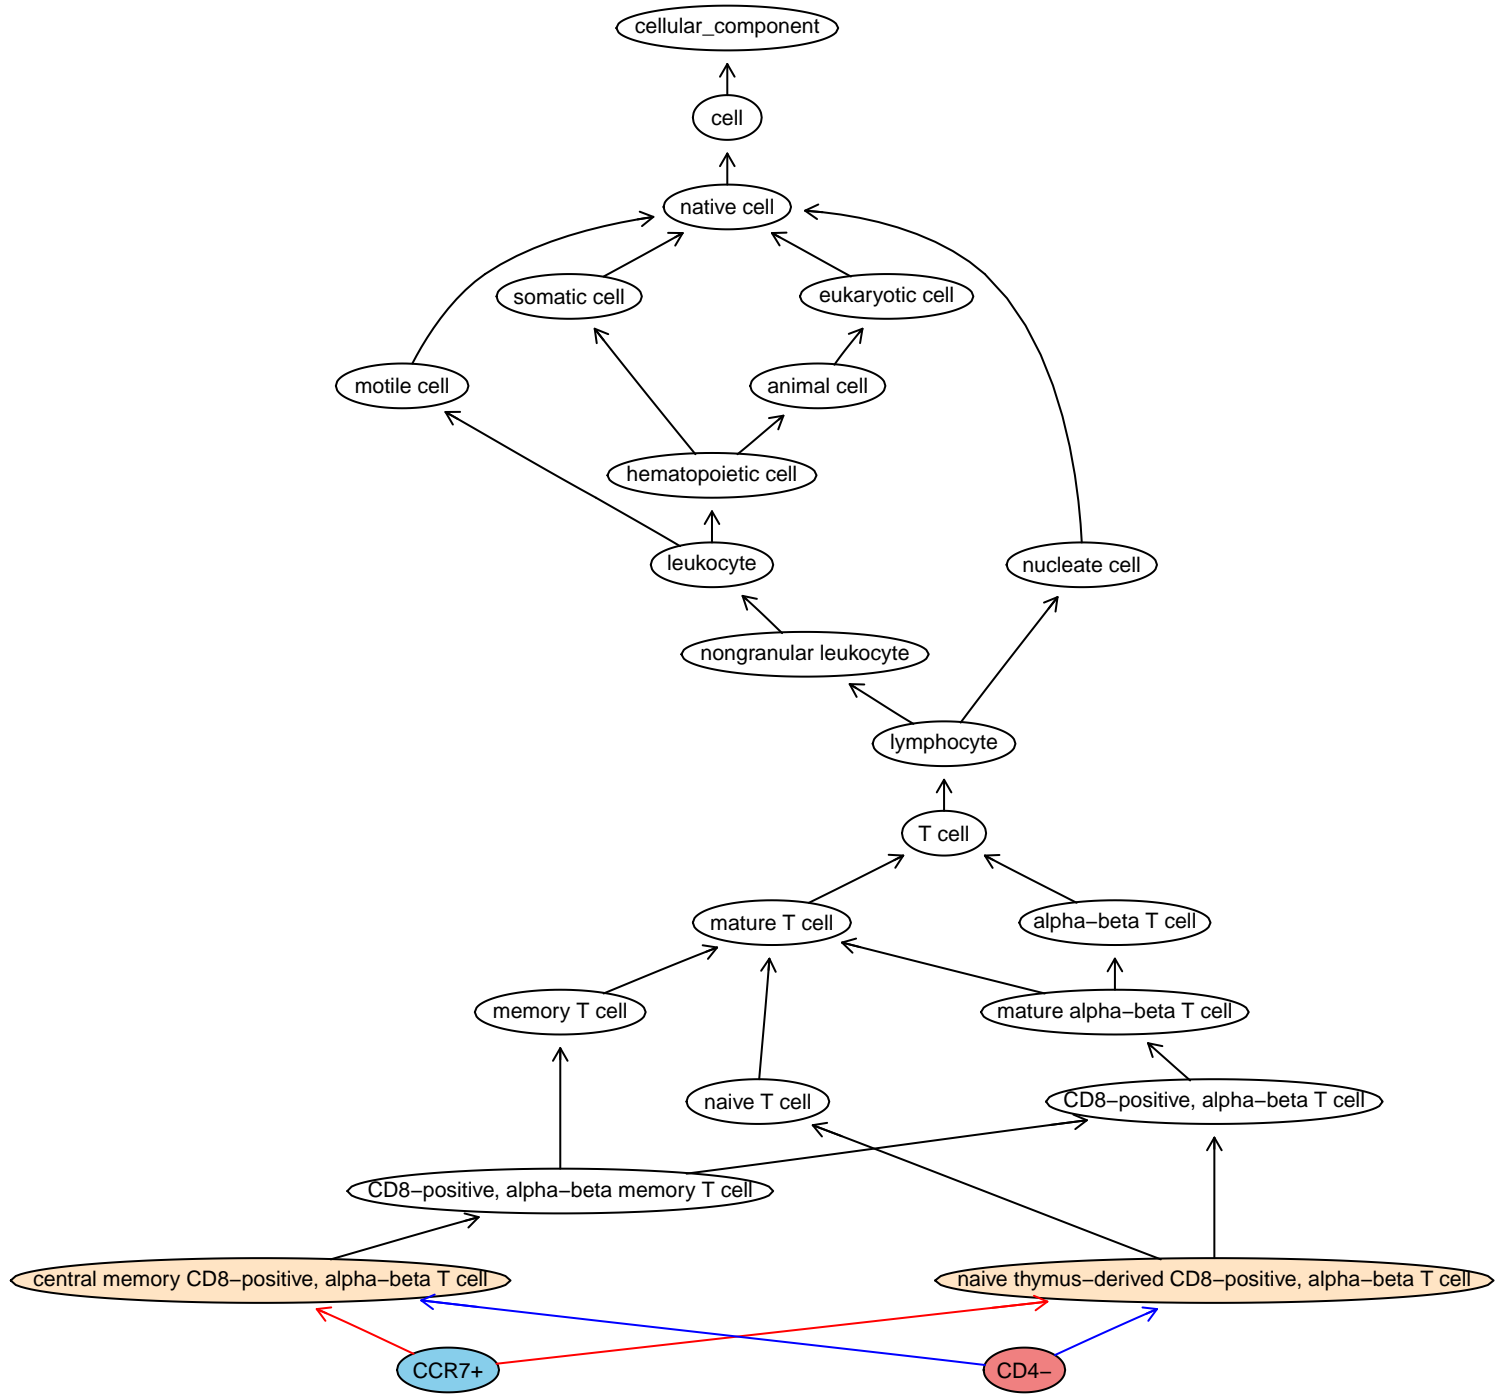 cellular_component
cell
native cell
somatic cell
eukaryotic cell
motile cell
animal cell
hematopoietic cell
leukocyte
nucleate cell
nongranular leukocyte
lymphocyte
T cell
mature T cell
alpha−beta T cell
memory T cell
mature alpha−beta T cell
naive T cell
CD8−positive, alpha−beta T cell
CD8−positive, alpha−beta memory T cell
central memory CD8−positive, alpha−beta T cell
naive thymus−derived CD8−positive, alpha−beta T cell
CCR7+
CD4−